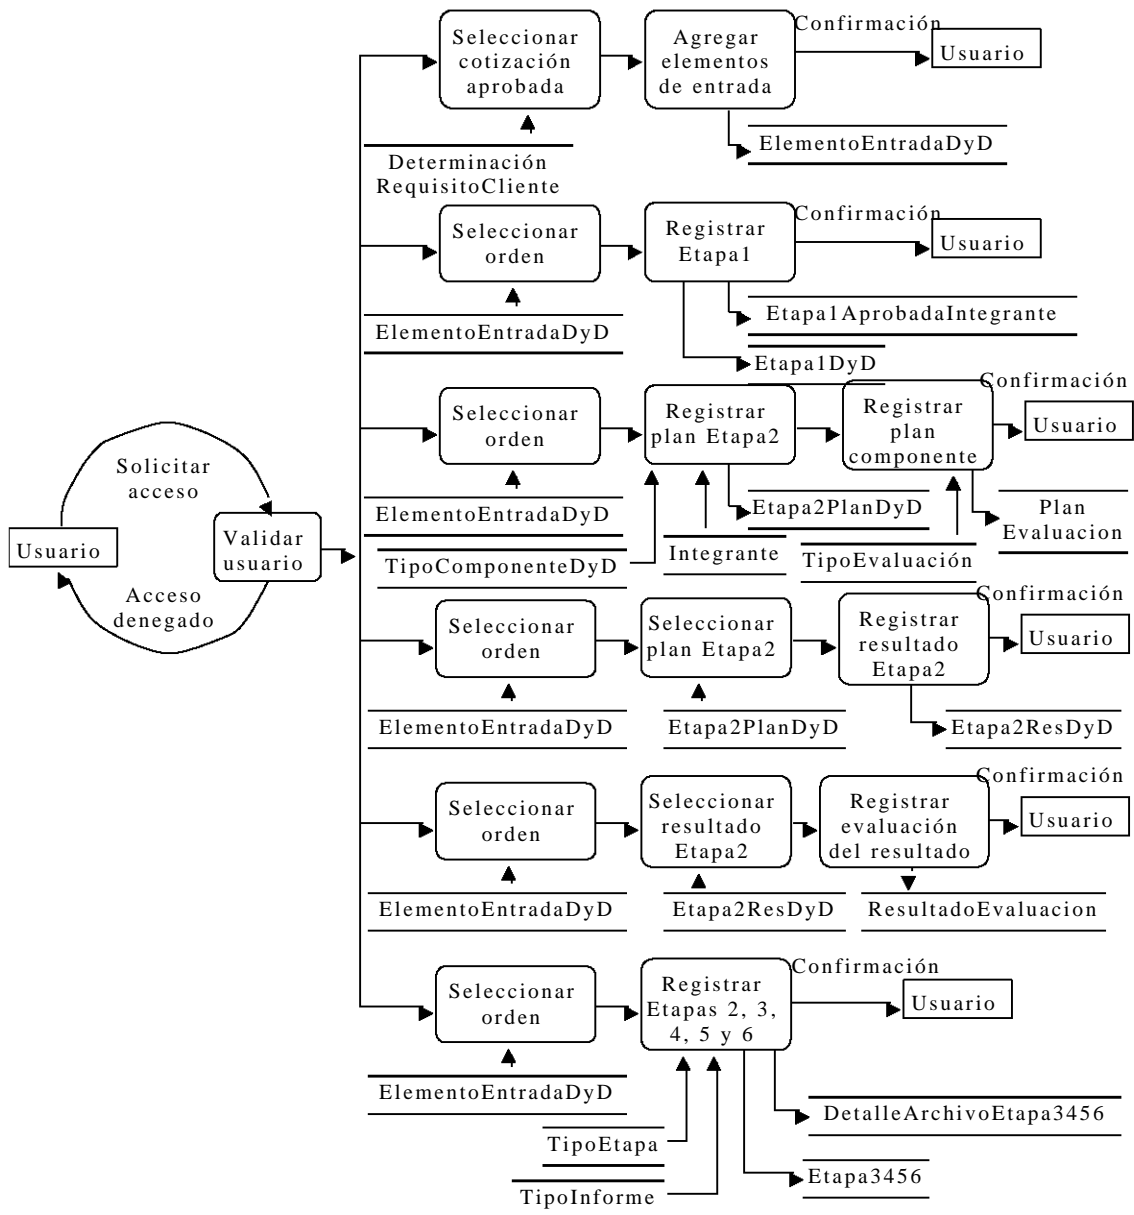 Seleccionar
cotización
aprobada
Agregar
elementos
de entrada
Confirmación
Usuario
ElementoEntradaDyD
Determinación
RequisitoCliente
Seleccionar
orden
Registrar
Etapa1
Confirmación
Usuario
ElementoEntradaDyD
Etapa1AprobadaIntegrante
Etapa1DyD
Seleccionar
orden
Registrar
plan Etapa2
Registrar
plan
componente
Confirmación
Usuario
ElementoEntradaDyD
Etapa2PlanDyD
Plan
Evaluacion
TipoComponenteDyD
Integrante
TipoEvaluación
Solicitar
acceso
Usuario
Validar
usuario
Acceso
denegado
Seleccionar
orden
Seleccionar
plan Etapa2
Registrar
resultado
Etapa2
Confirmación
Usuario
ElementoEntradaDyD
Etapa2PlanDyD
Etapa2ResDyD
Seleccionar
orden
Seleccionar
resultado
Etapa2
Registrar
evaluación
del resultado
Confirmación
Usuario
ElementoEntradaDyD
Etapa2ResDyD
ResultadoEvaluacion
Seleccionar
orden
Registrar
Etapas 2, 3,
4, 5 y 6
Confirmación
Usuario
ElementoEntradaDyD
DetalleArchivoEtapa3456
TipoEtapa
Etapa3456
TipoInforme